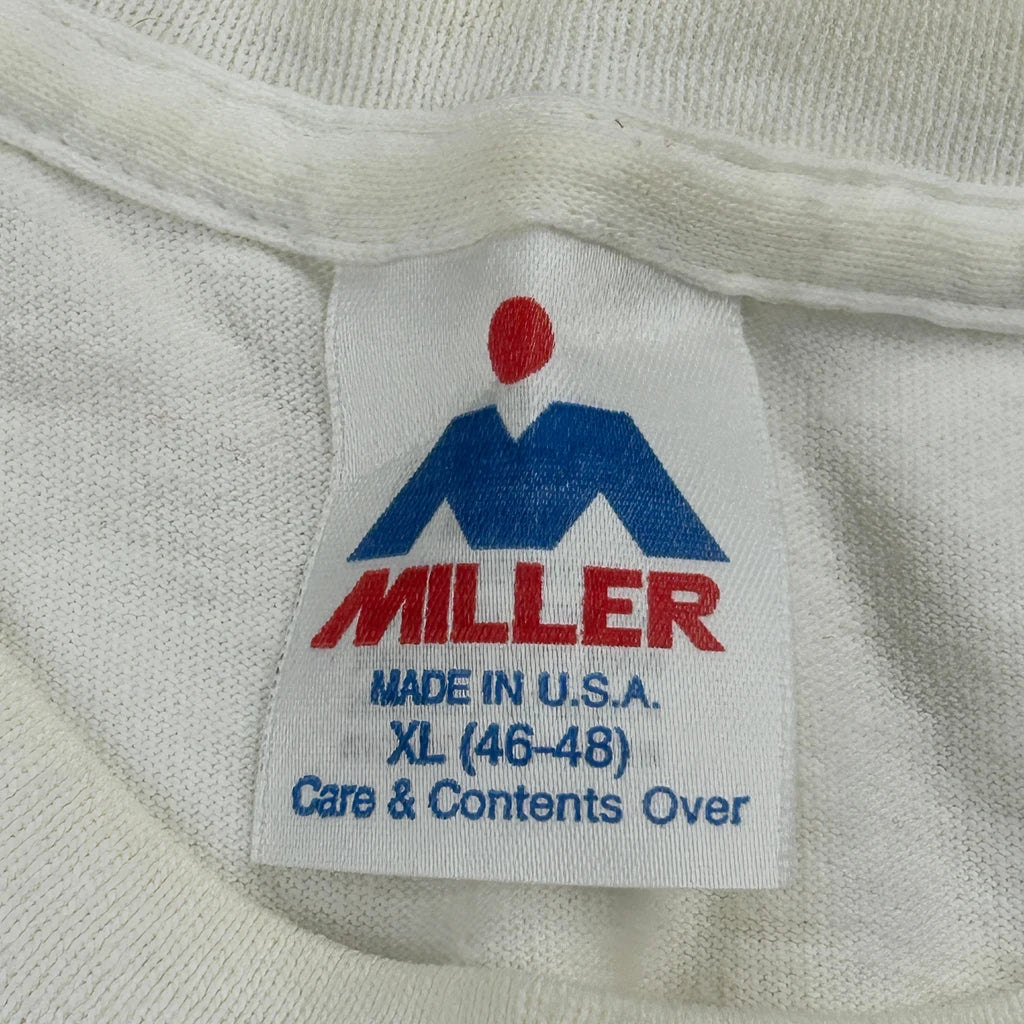 MILLER
MADE IN U.S.A.
XL (46-48)
Care & Contents Over